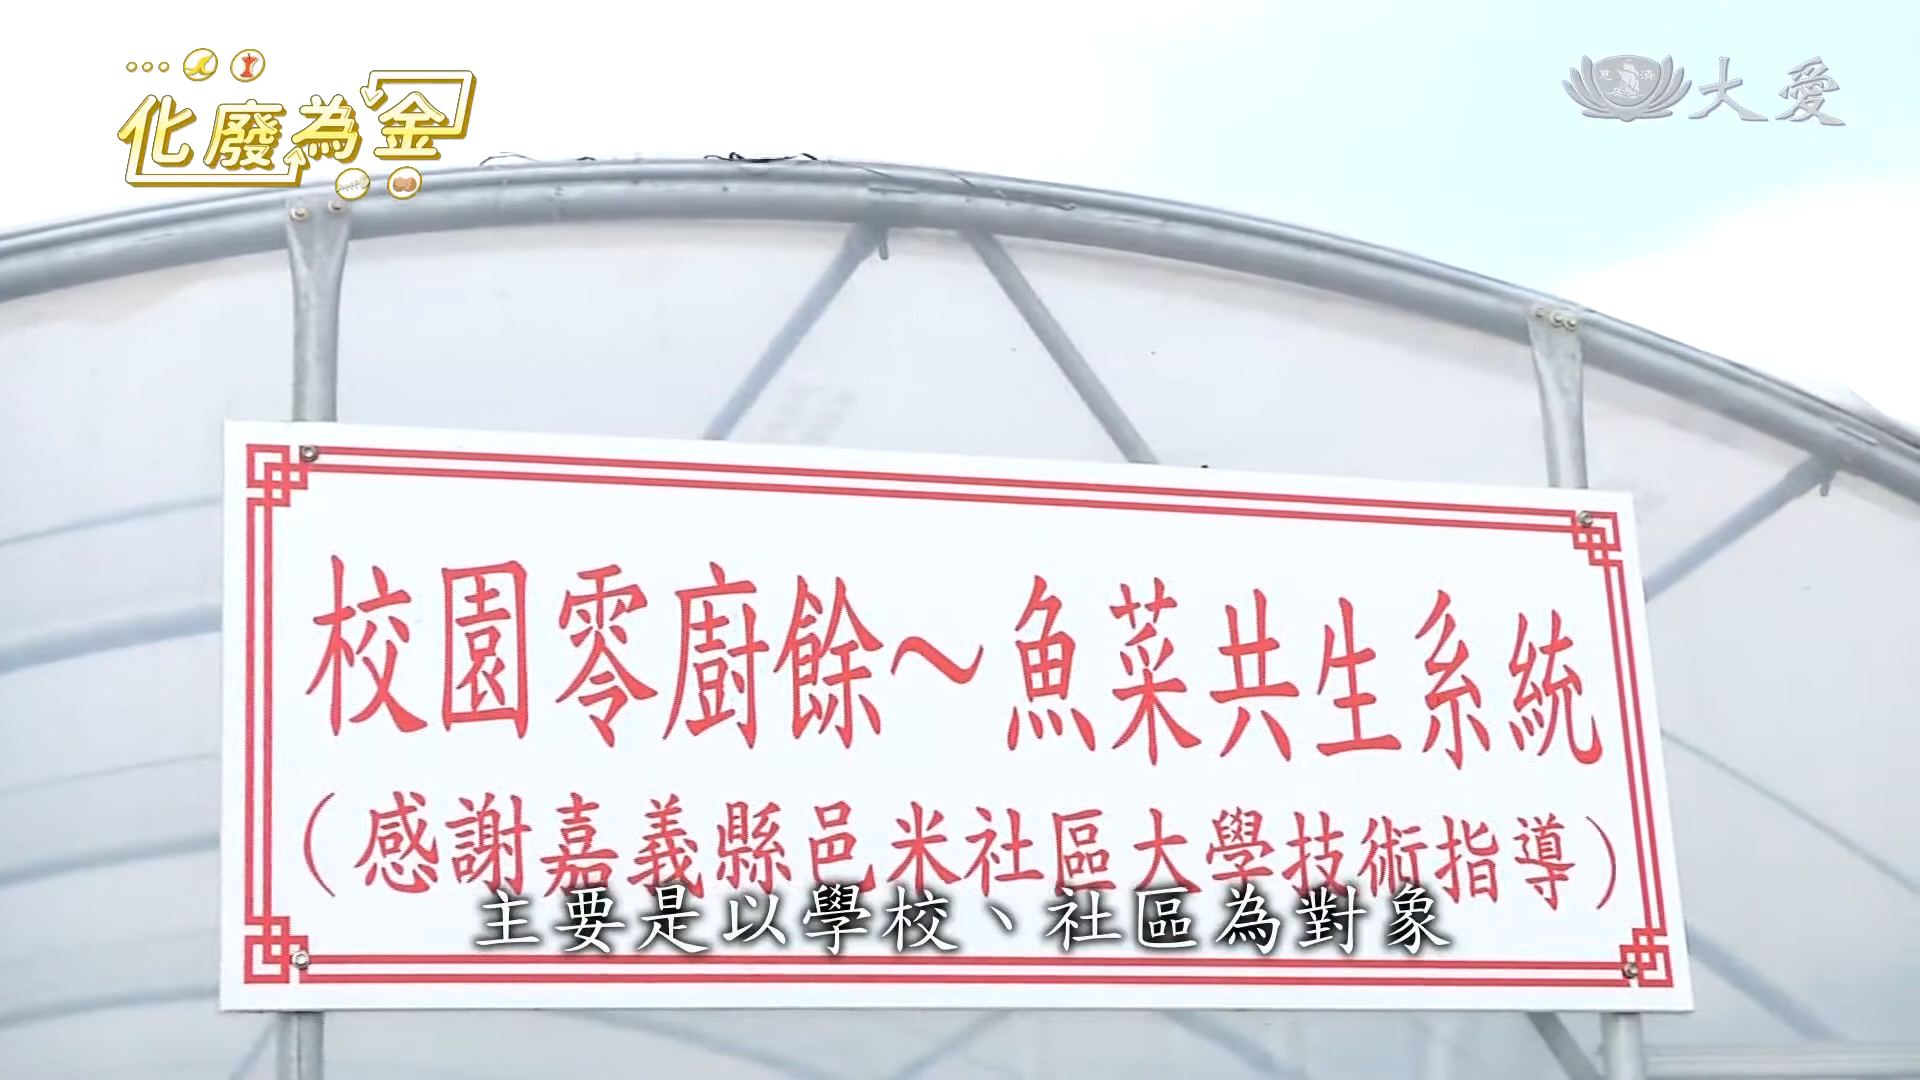 化廢為金
慈濟
大愛
校園零廚餘～魚菜共生系統
（感謝嘉義縣邑米社區大學技術指導）
主要是以學校、社區為對象